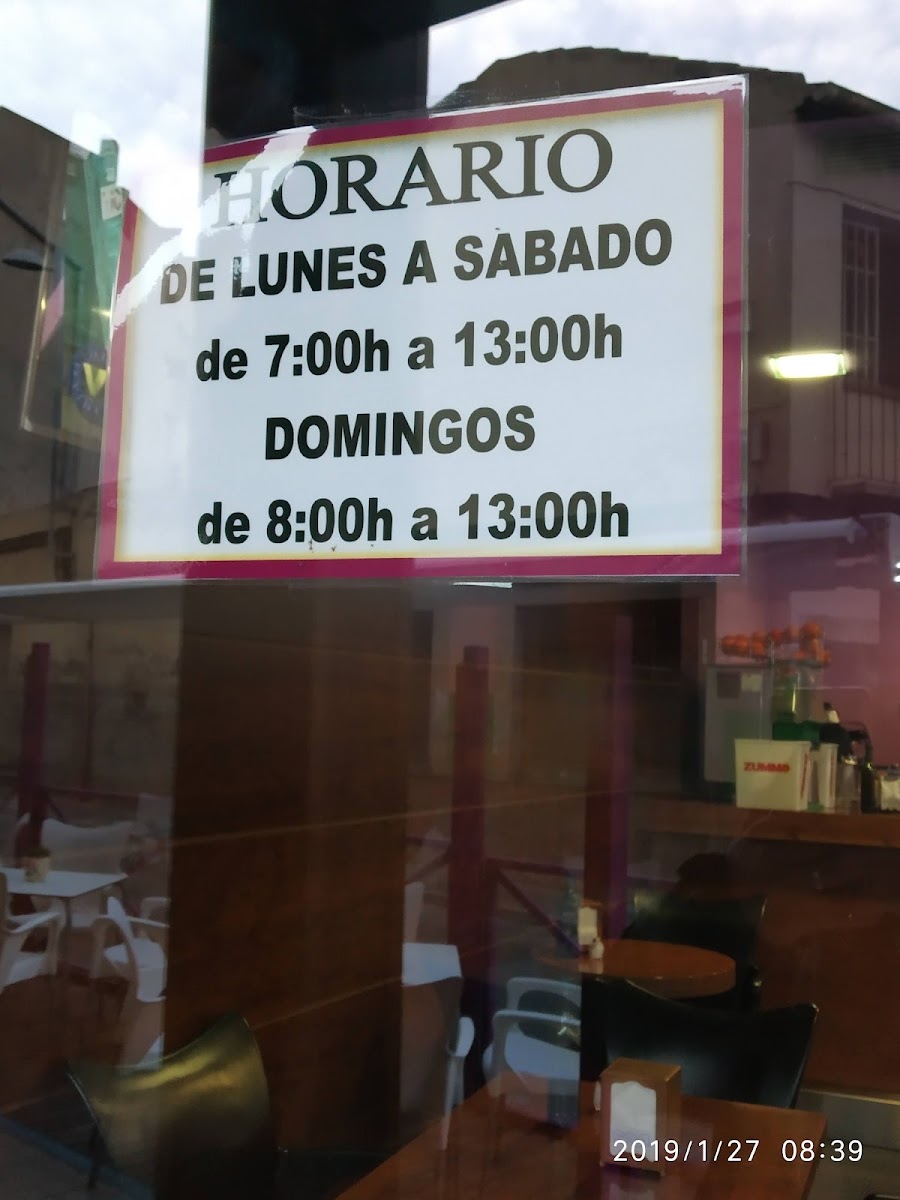 HORARIO
DE LUNES A SÀBADO
de 7:00h a 13:00h
DOMINGOS
de 8:00h a 13:00h
ZUMMO
2019/1/27 08:39